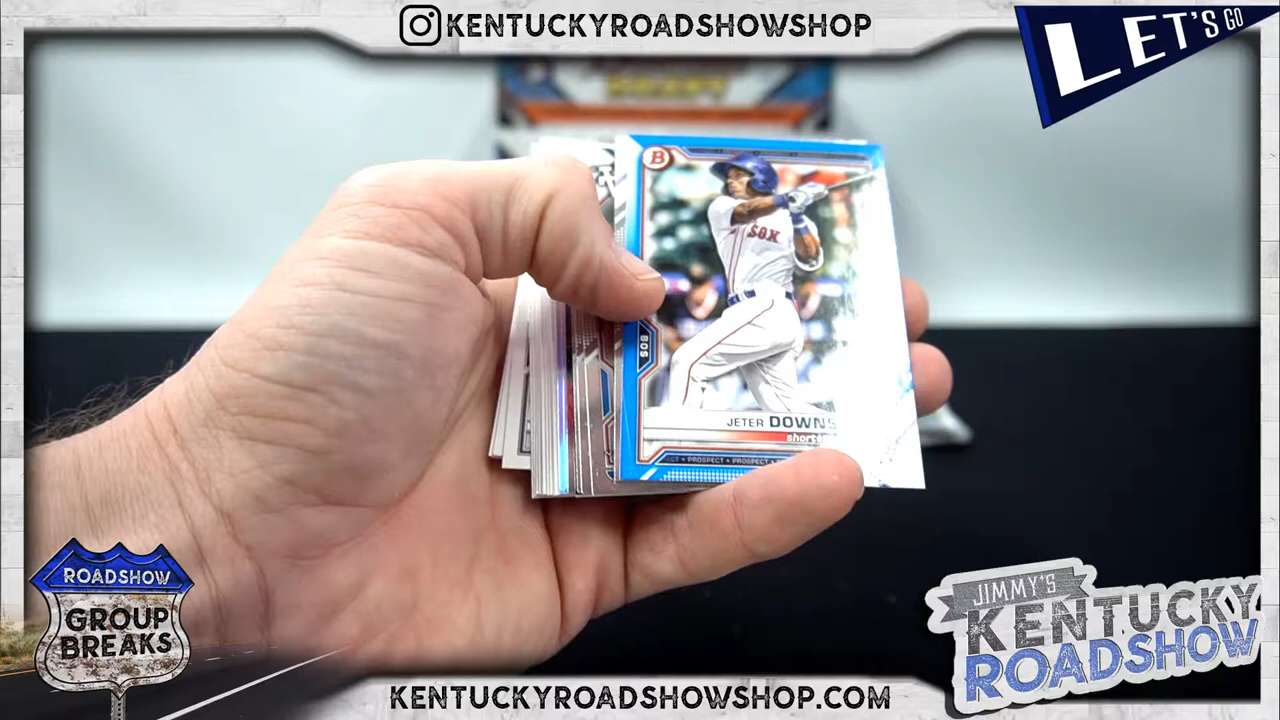 KENTUCKYROADSHOWSHOP
LET'S GO
B
SOX
BOS
JETER DOWNS
PROSPECT • PROSPECT
ROADSHOW
GROUP
BREAKS
JIMMY'S
KENTUCKY
ROADSHOW
KENTUCKYROADSHOWSHOP.COM